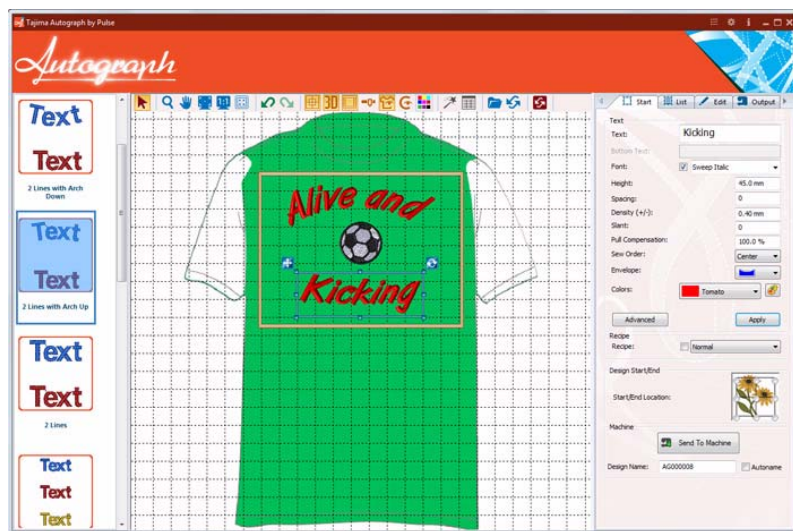 Tajima Autograph by Pulse
Autograph
Text
Text
2 Lines with Arch Down
Text
Text
2 Lines with Arch Up
Text
Text
2 Lines
Text
Text
Text
1:1
3D
Alive and
Kicking
Start
List
Edit
Output
Text
Text: Kicking
Bottom Text:
Font: Sweep Italic
Height: 45.0 mm
Spacing: 0
Density (+/-): 0.40 mm
Slant: 0
Pull Compensation: 100.0 %
Sew Order: Center
Envelope:
Colors: Tomato
Advanced Apply
Recipe
Recipe: Normal
Design Start/End
Start/End Location:
Machine
Send To Machine
Design Name: AG000008 Autoname